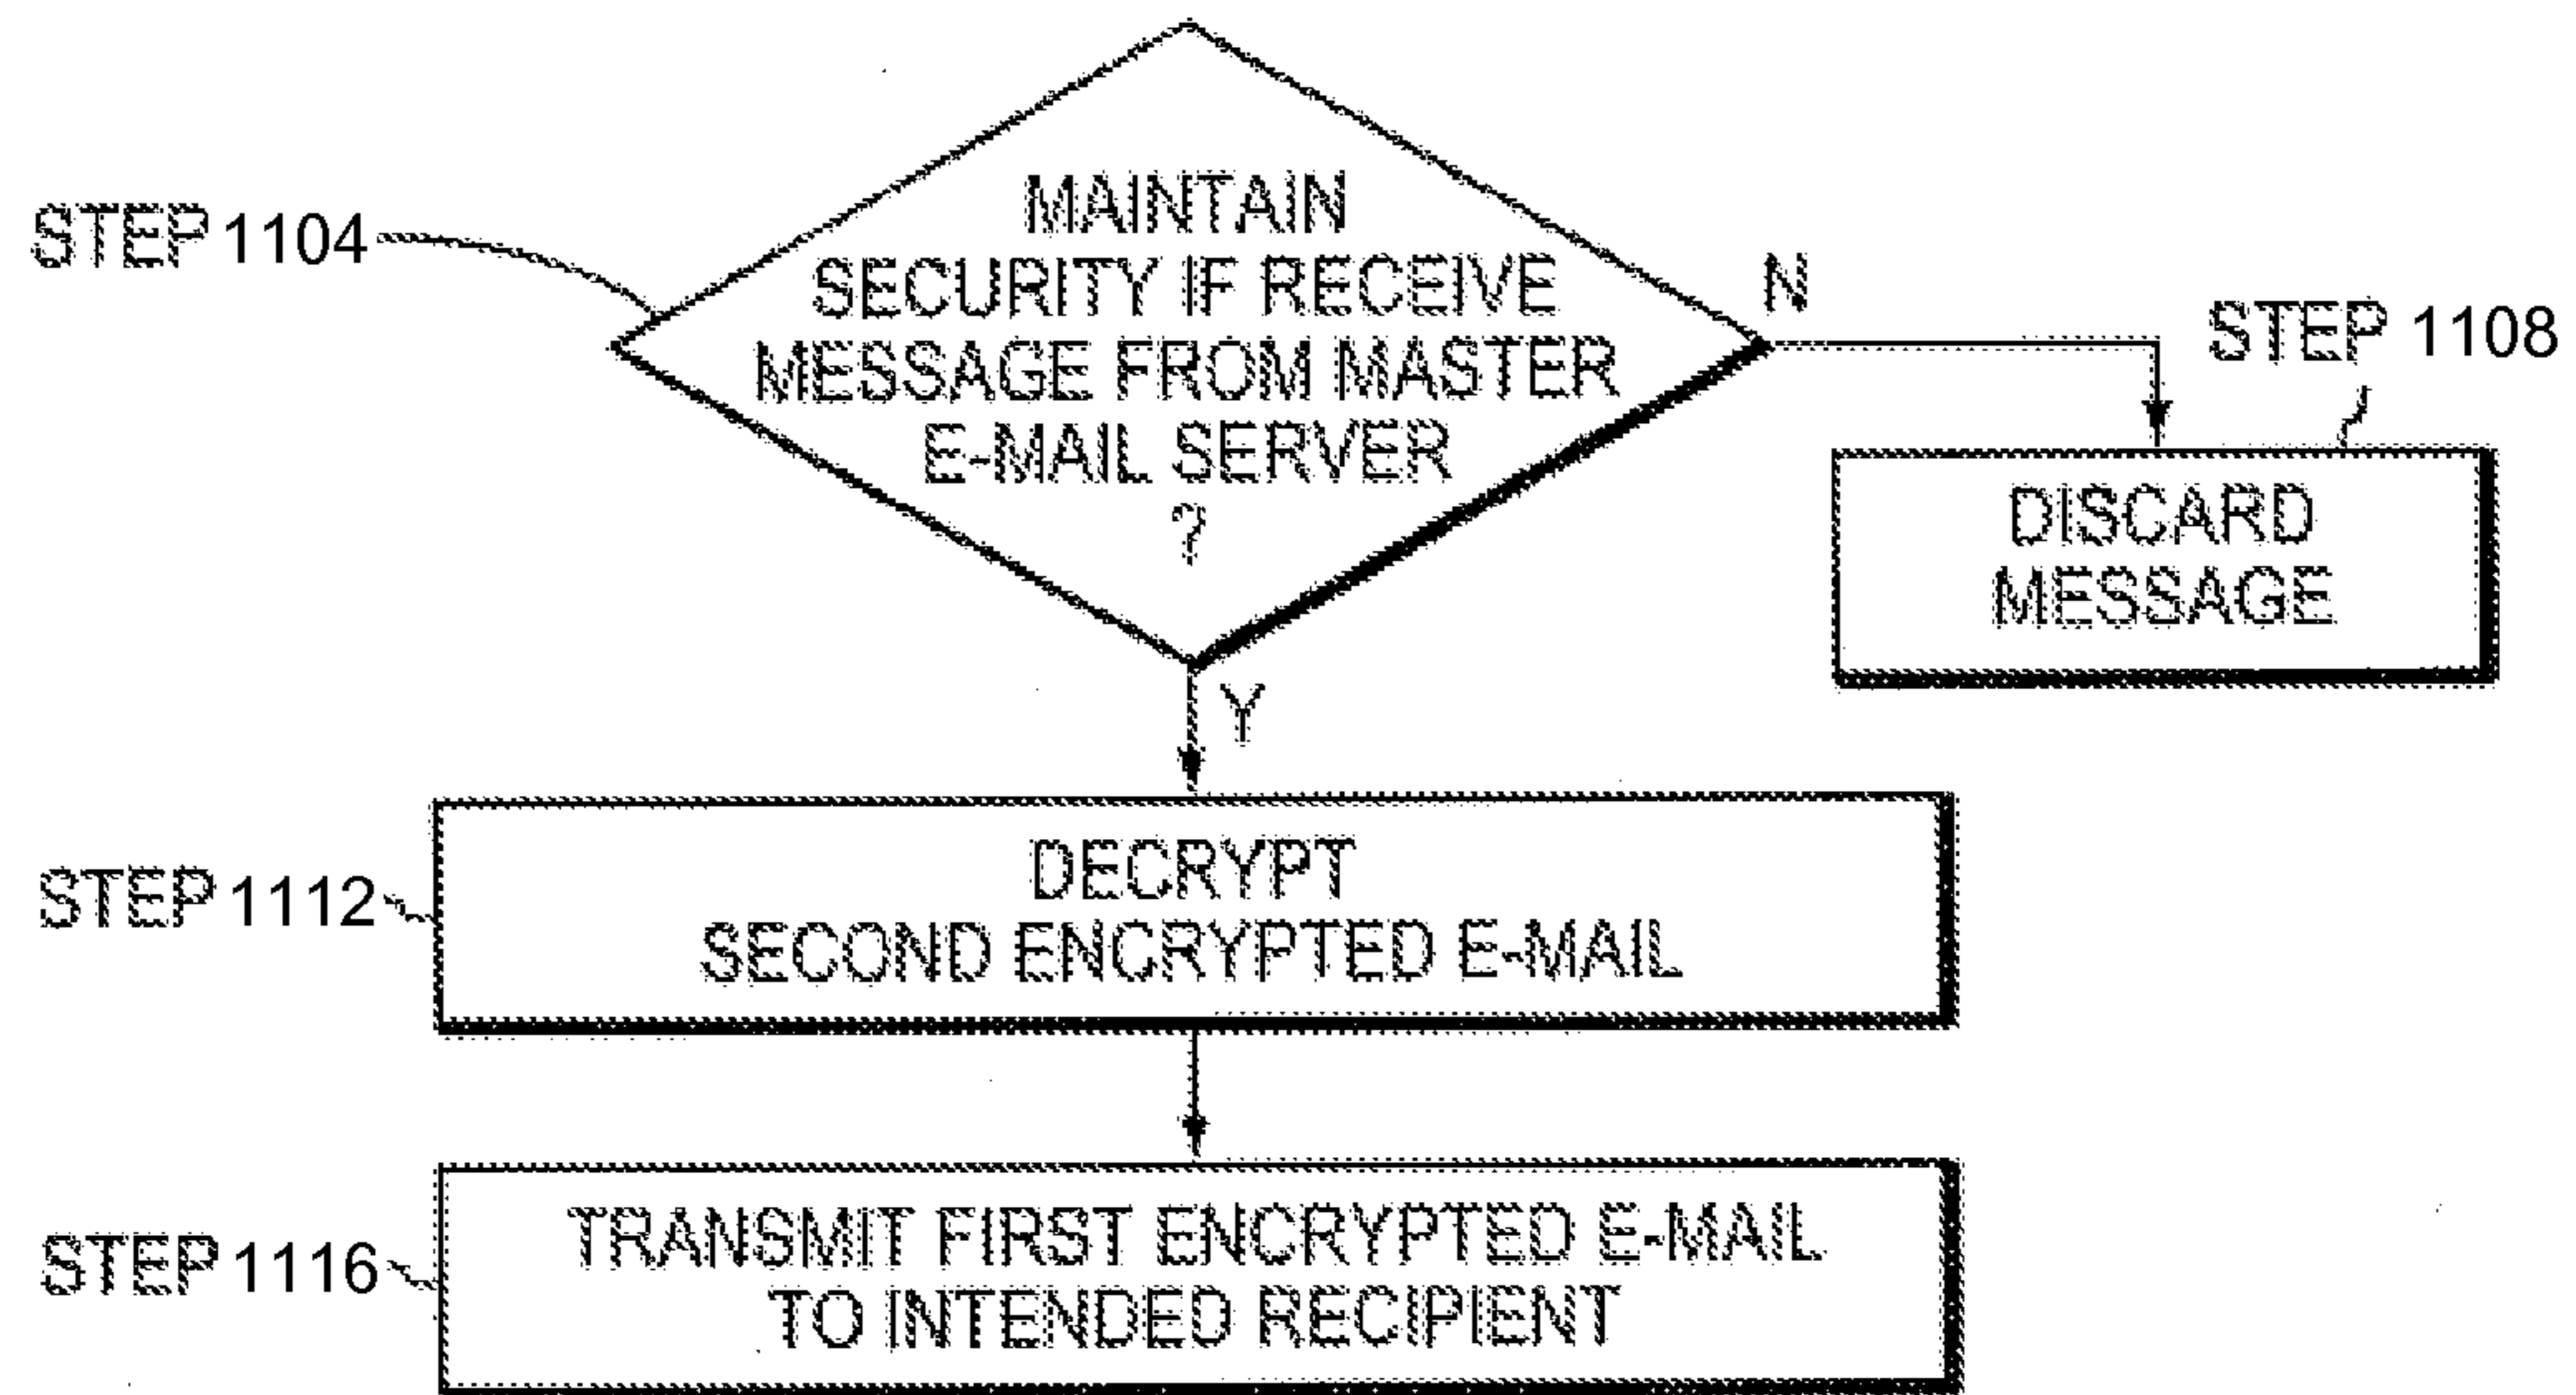 MAINTAIN
SECURITY IF RECEIVE
MESSAGE FROM MASTER
E-MAIL SERVER
?
STEP 1104
N
STEP 1108
DISCARD
MESSAGE
Y
DECRYPT
SECOND ENCRYPTED E-MAIL
STEP 1112
TRANSMIT FIRST ENCRYPTED E-MAIL
TO INTENDED RECIPIENT
STEP 1116